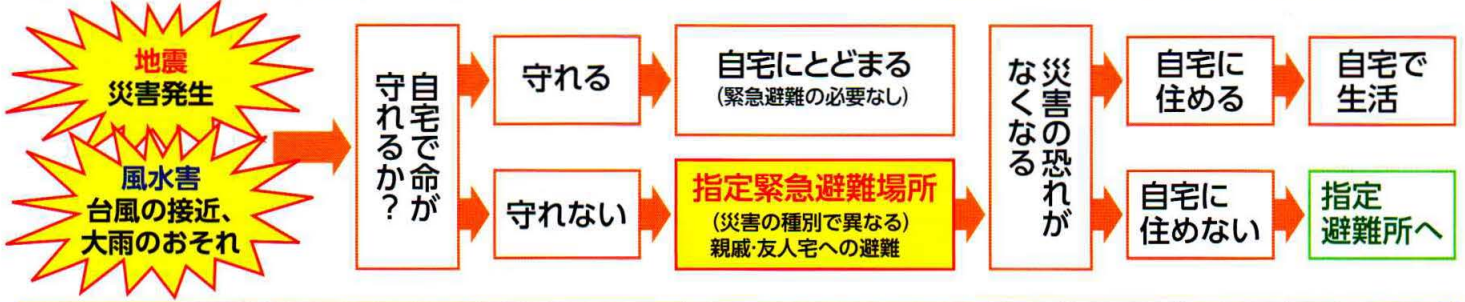 地震
災害発生
風水害
台風の接近、
大雨のおそれ
自宅で命が
守れるか?
守れる
自宅にとどまる
(緊急避難の必要なし)
守れない
指定緊急避難場所
(災害の種別で異なる)
親戚・友人宅への避難
災害の恐れが
なくなる
自宅に
住める
自宅で
生活
自宅に
住めない
指定
避難所へ